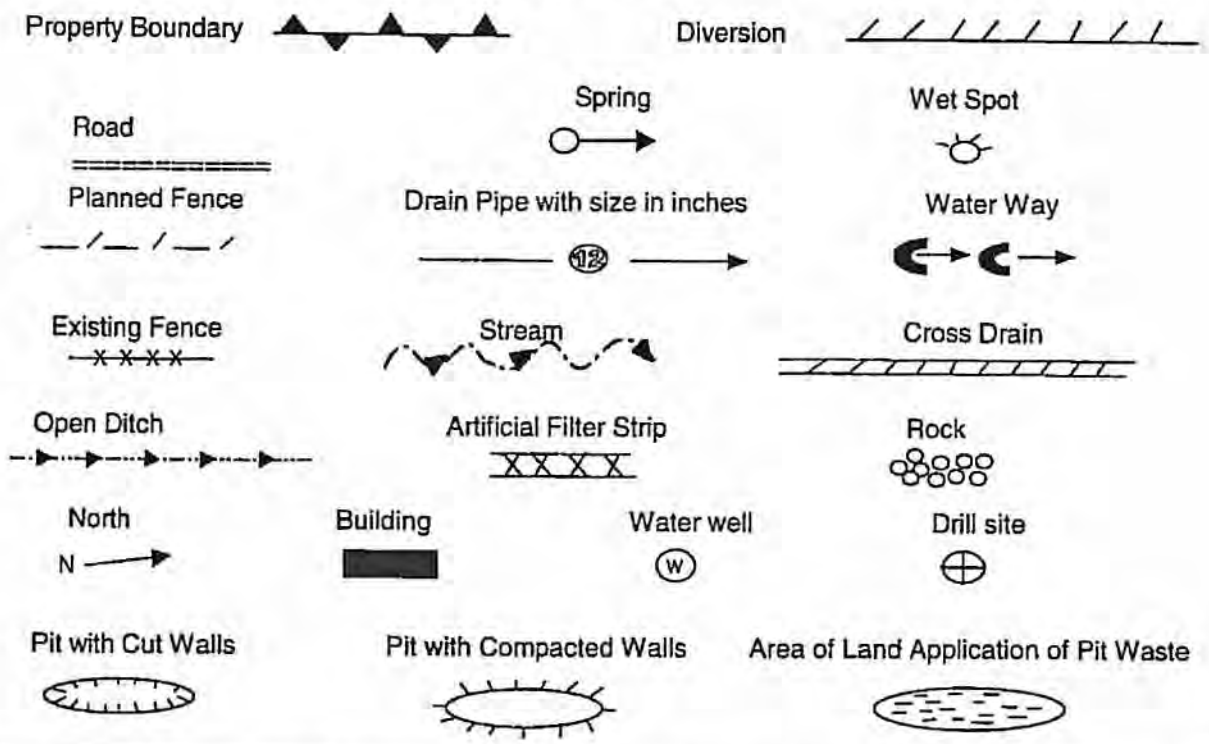 Property Boundary
Diversion
Spring
Wet Spot
Road
Planned Fence
Drain Pipe with size in inches
Water Way
12
Existing Fence
Stream
Cross Drain
X X X X
Open Ditch
Artificial Filter Strip
Rock
X X X X
North
Building
Water well
Drill site
N
W
Pit with Cut Walls
Pit with Compacted Walls
Area of Land Application of Pit Waste